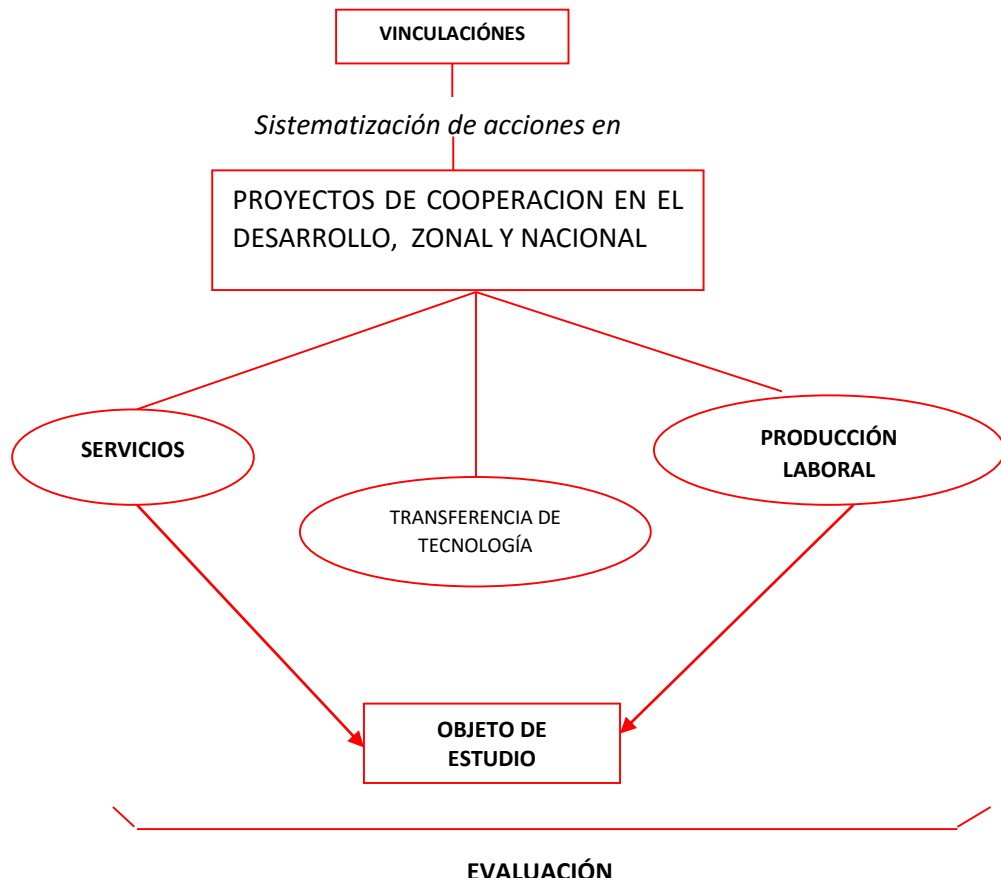 VINCULACIÓNES
Sistematización de acciones en
PROYECTOS DE COOPERACION EN EL
DESARROLLO, ZONAL Y NACIONAL
SERVICIOS
PRODUCCIÓN
LABORAL
TRANSFERENCIA DE
TECNOLOGÍA
OBJETO DE
ESTUDIO
EVALUACIÓN